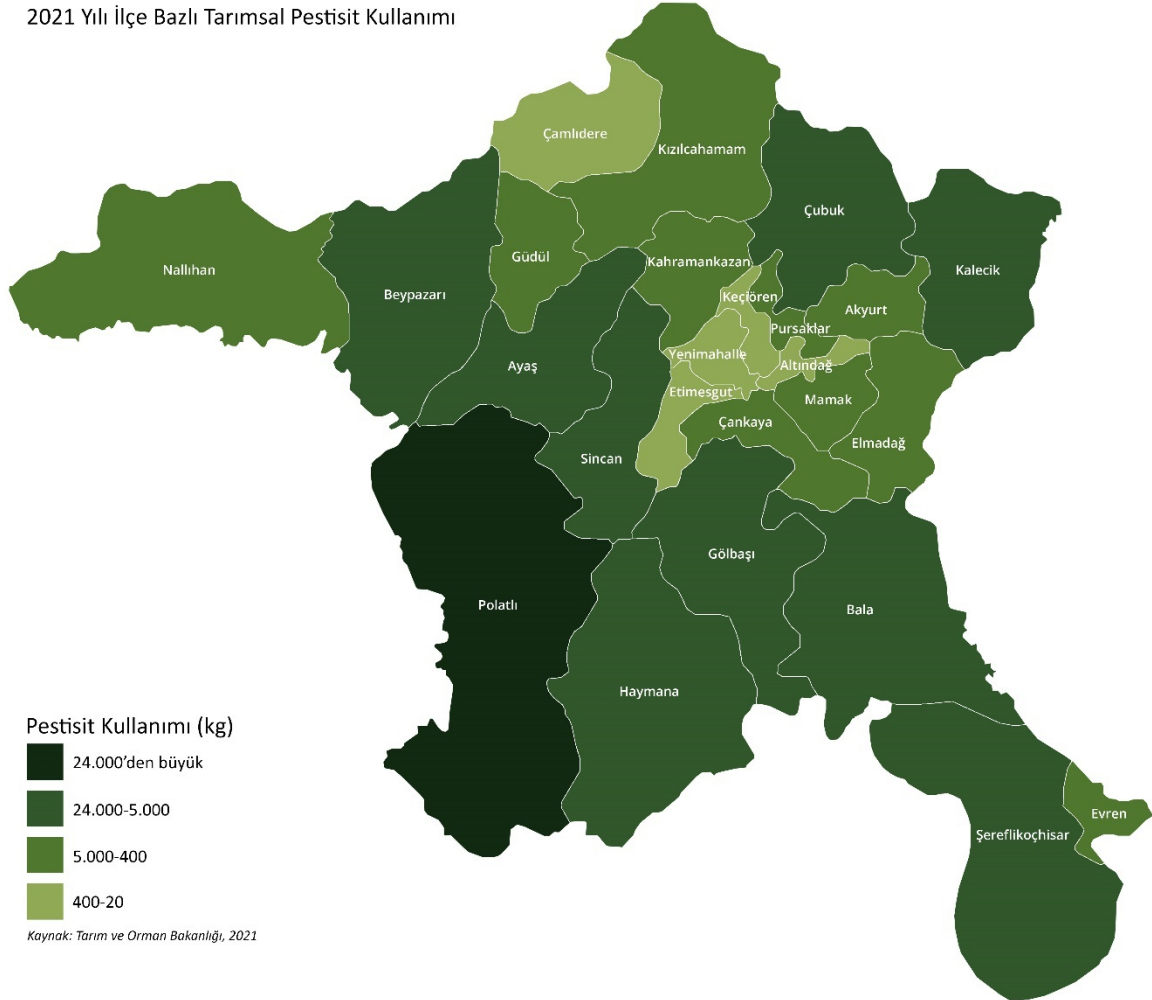 2021 Yılı İlçe Bazlı Tarımsal Pestisit Kullanımı
Çamlıdere
Kızılcahamam
Çubuk
Kalecik
Nallıhan
Beypazarı
Güdül
Kahramankazan
Keçiören
Akyurt
Pursaklar
Yenimahalle
Altındağ
Ayaş
Etimesgut
Mamak
Çankaya
Elmadağ
Sincan
Gölbaşı
Polatlı
Bala
Haymana
Evren
Şereflikoçhisar
Pestisit Kullanımı (kg)
24.000'den büyük
24.000-5.000
5.000-400
400-20
Kaynak: Tarım ve Orman Bakanlığı, 2021